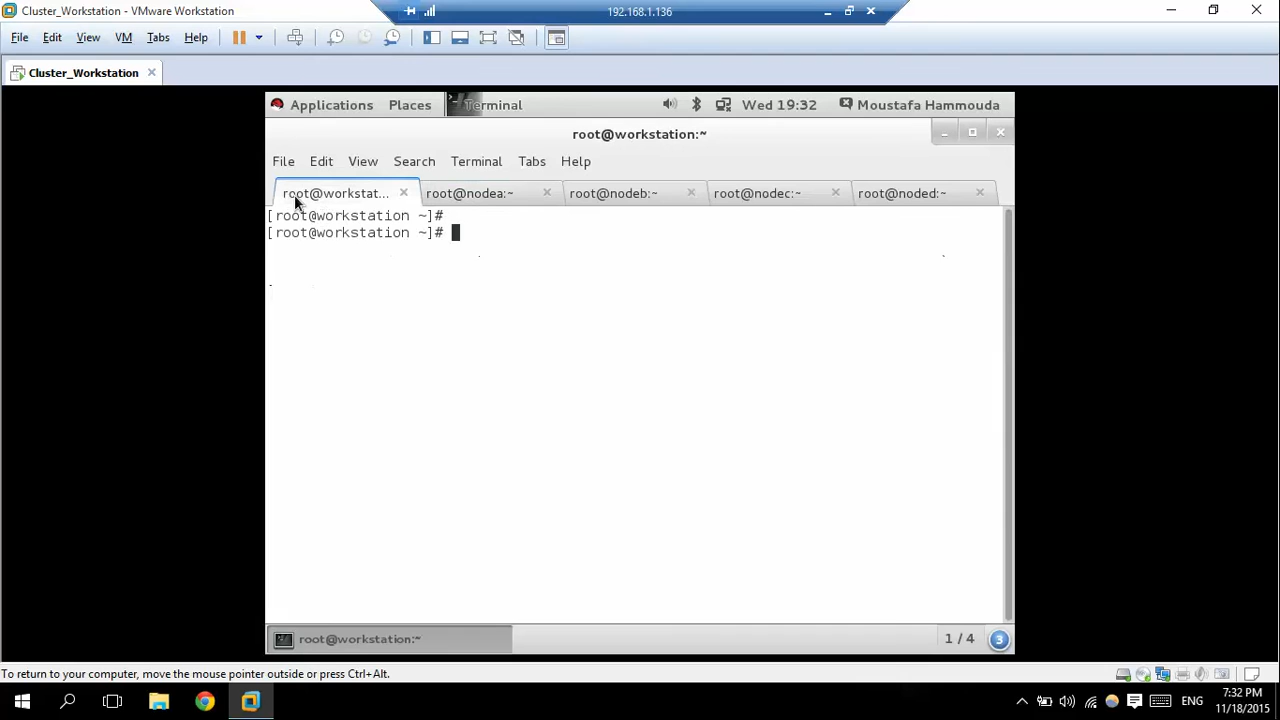 Cluster_Workstation - VMware Workstation
192.168.1.136
File Edit View VM Tabs Help
Cluster_Workstation
Applications Places Terminal Wed 19:32 Moustafa Hammouda
root@workstation:~
File Edit View Search Terminal Tabs Help
root@workstat... root@nodea:~ root@nodeb:~ root@nodec:~ root@noded:~
[root@workstation ~]#
[root@workstation ~]#
root@workstation:~ 1 / 4 3
To return to your computer, move the mouse pointer outside or press Ctrl+Alt.
ENG 7:32 PM
11/18/2015